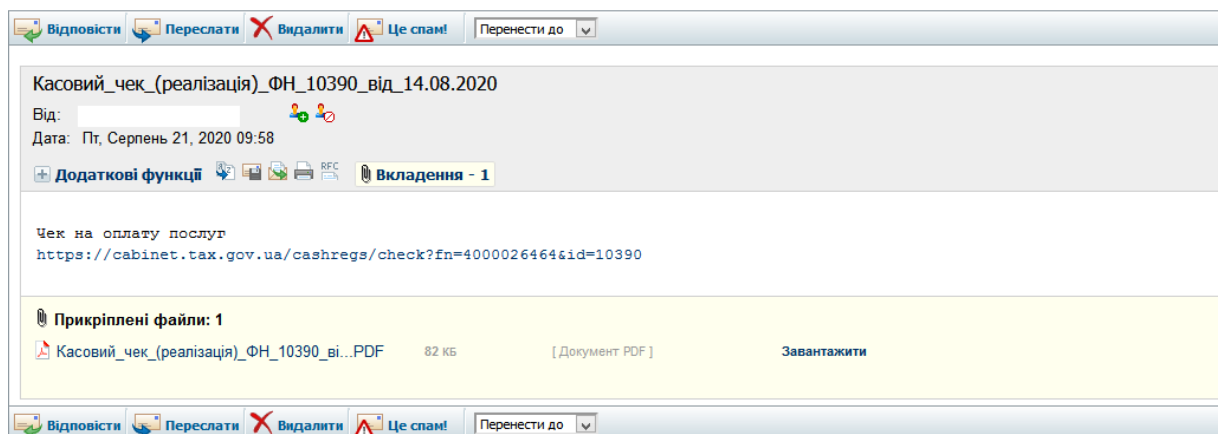 Відповісти Переслати Видалити Це спам! Перенести до
Касовий_чек_(реалізація)_ФН_10390_від_14.08.2020
Від:
Дата: Пт, Серпень 21, 2020 09:58
Додаткові функції RFC Вкладення - 1
Чек на оплату послуг
https://cabinet.tax.gov.ua/cashregs/check?fn=4000026464&id=10390
Прикріплені файли: 1
Касовий_чек_(реалізація)_ФН_10390_ві...PDF 82 КБ [ Документ PDF ] Завантажити
Відповісти Переслати Видалити Це спам! Перенести до